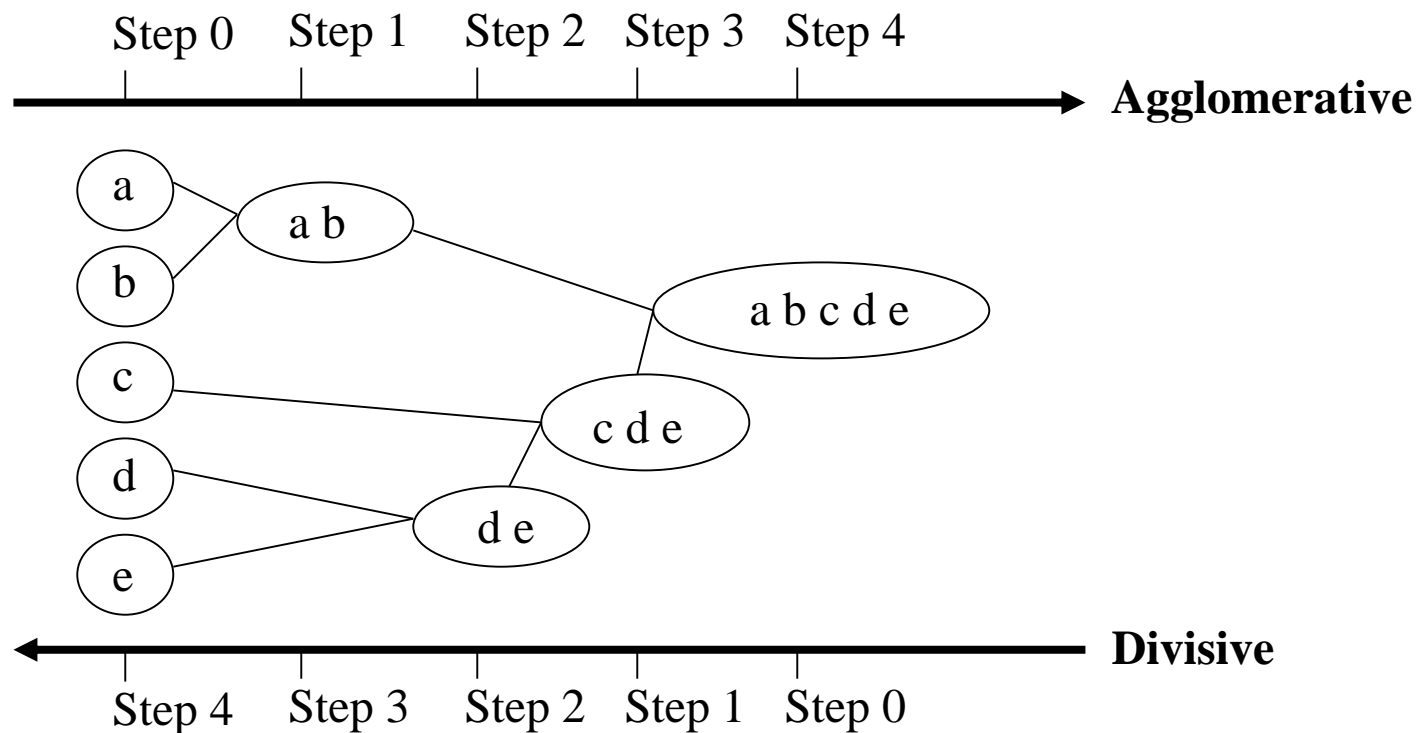 Step 0 Step 1 Step 2 Step 3 Step 4
Agglomerative
a
a b
b
a b c d e
c
c d e
d
d e
e
Divisive
Step 4 Step 3 Step 2 Step 1 Step 0